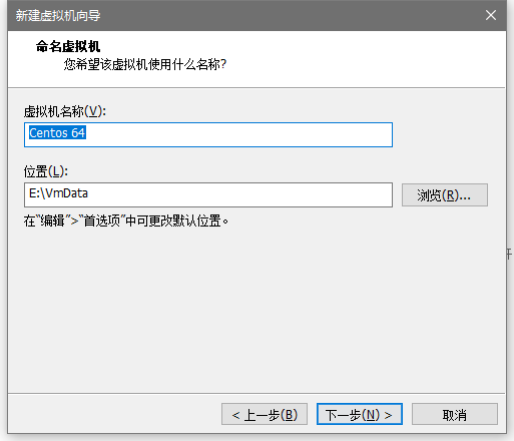 新建虚拟机向导
命名虚拟机
您希望该虚拟机使用什么名称?
虚拟机名称(V):
Centos 64
位置(L):
E:\VmData
浏览(R)...
在“编辑”>“首选项”中可更改默认位置。
< 上一步(B)
下一步(N) >
取消